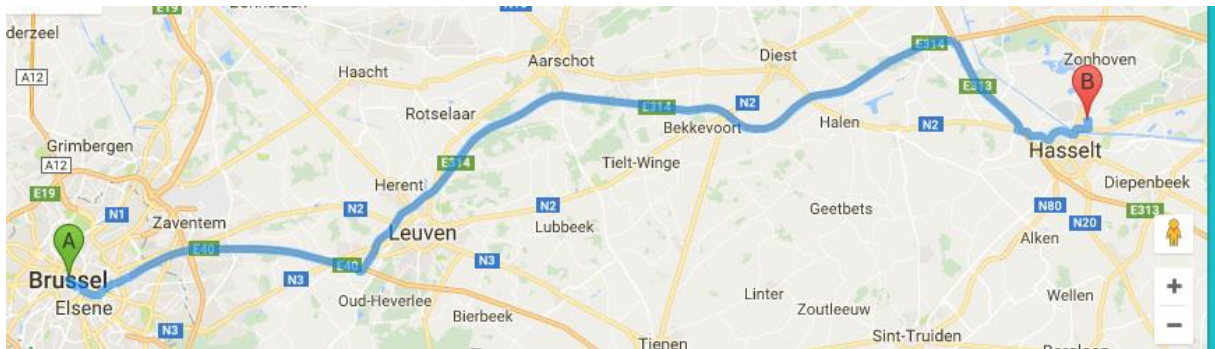 E19
derzeel
Zonhoven
A12
Haacht
Aarschot
Diest
E314
Zonhoven
B
E313
Rotselaar
E314
N2
Bekkevoort
Halen
N2
Grimbergen
A12
Hasselt
E314
Tielt-Winge
Herent
Diepenbeek
E19
N1
Zaventem
N2
N2
Geetbets
N80
E313
A
Leuven
Lubbeek
N20
E40
Alken
E40
N3
Brussel
N3
Oud-Heverlee
Linter
Wellen
+
Elsene
Bierbeek
Zoutleeuw
N3
Sint-Truiden
−
Tienen